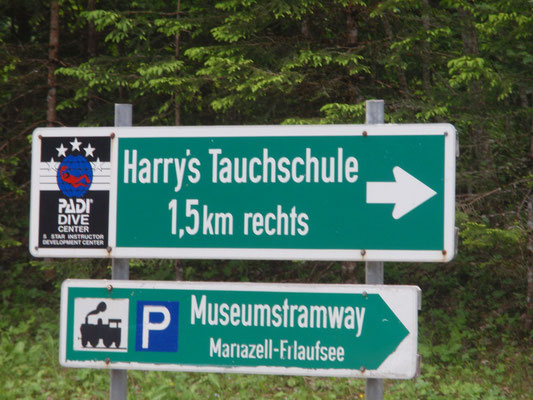 Harry's Tauchschule
1,5km rechts
PADI
DIVE
CENTER
5 STAR INSTRUCTOR
DEVELOPMENT CENTER
P
Museumstramway
Mariazell-Erlaufsee